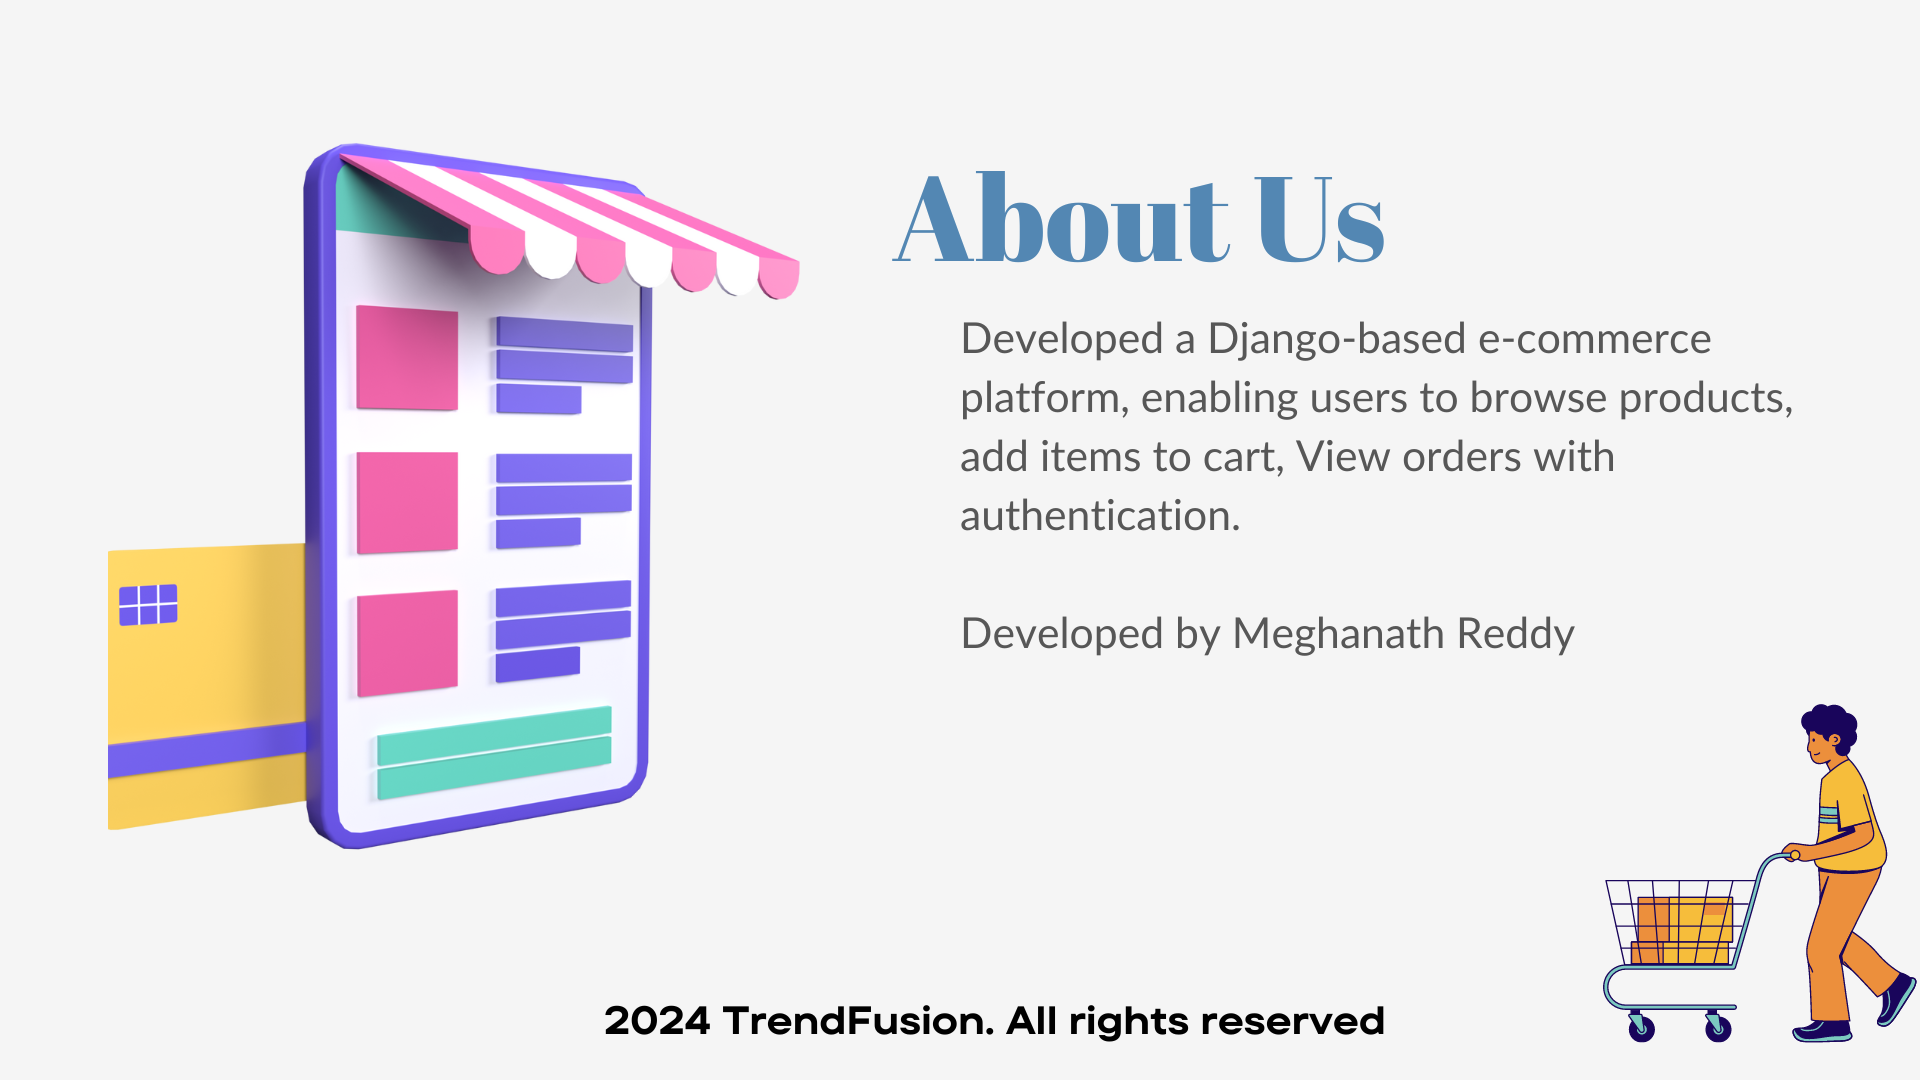 About Us
Developed a Django-based e-commerce
platform, enabling users to browse products,
add items to cart, View orders with
authentication.
Developed by Meghanath Reddy
2024 TrendFusion. All rights reserved